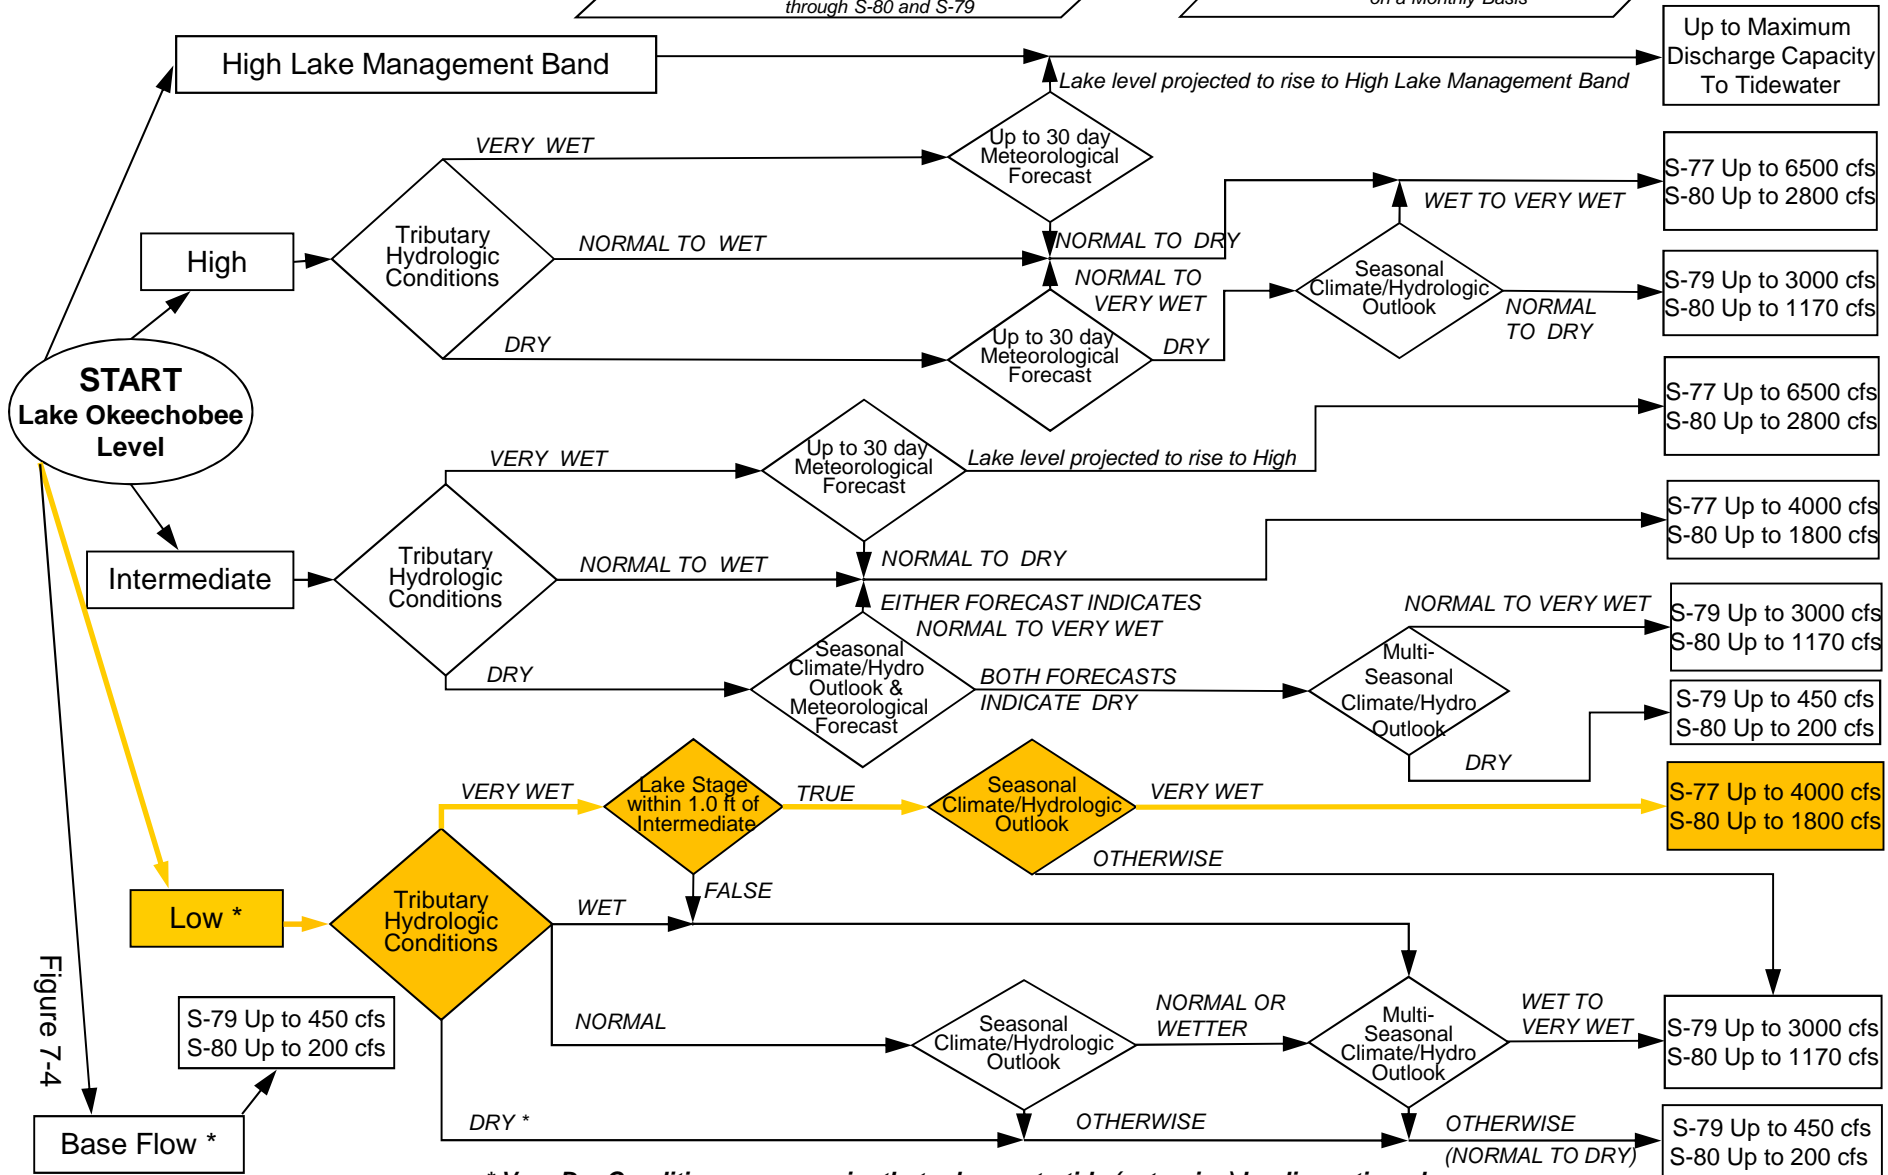 through S-80 and S-79
on a Monthly Basis
High Lake Management Band
Lake level projected to rise to High Lake Management Band
Up to Maximum
Discharge Capacity
To Tidewater
VERY WET
Up to 30 day
Meteorological
Forecast
S-77 Up to 6500 cfs
S-80 Up to 2800 cfs
WET TO VERY WET
High
Tributary
Hydrologic
Conditions
NORMAL TO WET
NORMAL TO DRY
NORMAL TO
VERY WET
Seasonal
Climate/Hydrologic
Outlook
NORMAL
TO DRY
S-79 Up to 3000 cfs
S-80 Up to 1170 cfs
DRY
Up to 30 day
Meteorological
Forecast
DRY
START
Lake Okeechobee
Level
S-77 Up to 6500 cfs
S-80 Up to 2800 cfs
VERY WET
Up to 30 day
Meteorological
Forecast
Lake level projected to rise to High
S-77 Up to 4000 cfs
S-80 Up to 1800 cfs
Intermediate
Tributary
Hydrologic
Conditions
NORMAL TO WET
NORMAL TO DRY
EITHER FORECAST INDICATES
NORMAL TO VERY WET
NORMAL TO VERY WET
S-79 Up to 3000 cfs
S-80 Up to 1170 cfs
DRY
Seasonal
Climate/Hydro
Outlook &
Meteorological
Forecast
BOTH FORECASTS
INDICATE DRY
Multi-
Seasonal
Climate/Hydro
Outlook
DRY
S-79 Up to 450 cfs
S-80 Up to 200 cfs
VERY WET
Lake Stage
within 1.0 ft of
Intermediate
TRUE
Seasonal
Climate/Hydrologic
Outlook
VERY WET
S-77 Up to 4000 cfs
S-80 Up to 1800 cfs
OTHERWISE
FALSE
Low *
Tributary
Hydrologic
Conditions
WET
NORMAL
Seasonal
Climate/Hydrologic
Outlook
NORMAL OR
WETTER
Multi-
Seasonal
Climate/Hydro
Outlook
WET TO
VERY WET
S-79 Up to 3000 cfs
S-80 Up to 1170 cfs
Figure 7-4
S-79 Up to 450 cfs
S-80 Up to 200 cfs
Base Flow *
DRY *
OTHERWISE
OTHERWISE
(NORMAL TO DRY)
S-79 Up to 450 cfs
S-80 Up to 200 cfs